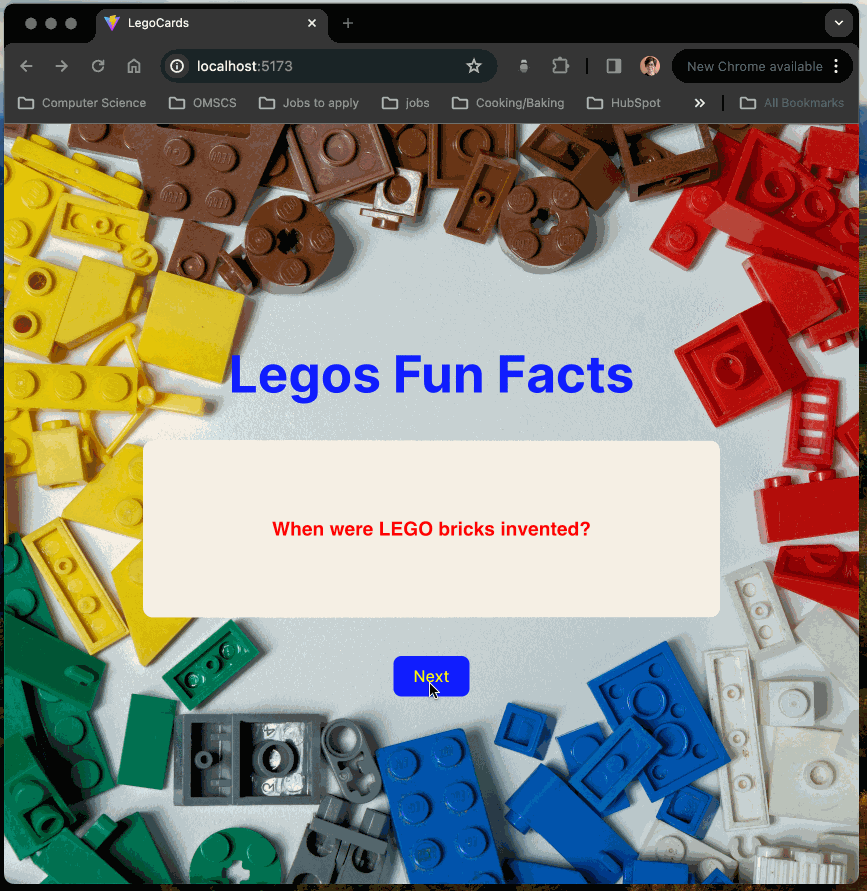 LegoCards
localhost:5173
New Chrome available
Computer Science
OMSCS
Jobs to apply
jobs
Cooking/Baking
HubSpot
All Bookmarks
Legos Fun Facts
When were LEGO bricks invented?
Next